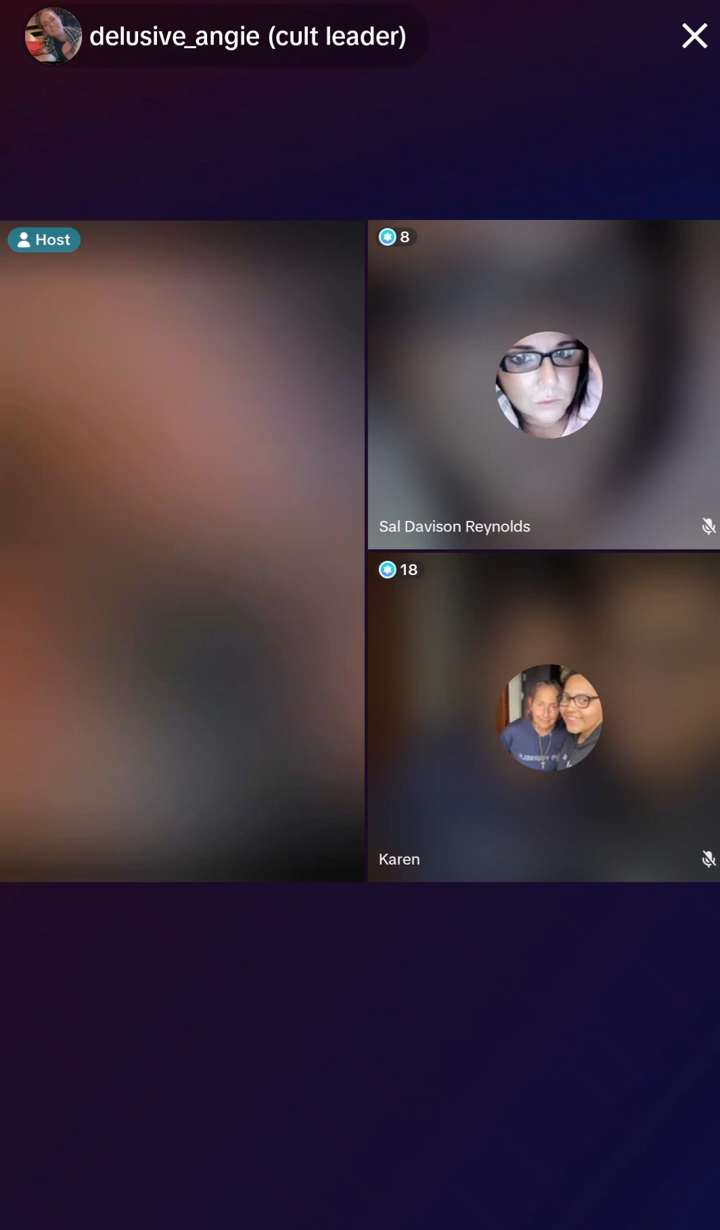 delusive_angie (cult leader)
Host
8
Sal Davison Reynolds
18
Karen